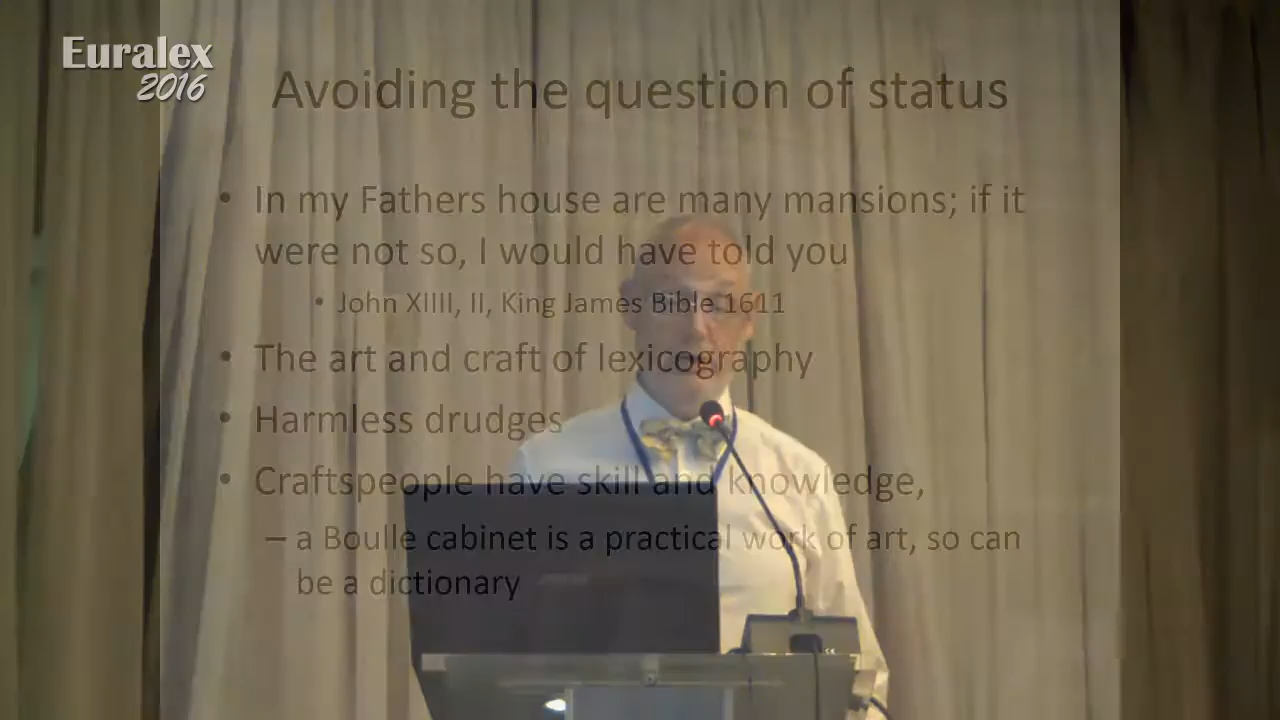 Euralex
2016
Avoiding the question of status
• In my Fathers house are many mansions; if it
were not so, I would have told you
• John XIIII, II, King James Bible 1611
• The art and craft of lexicography
• Harmless drudges
• Craftspeople have skill and knowledge,
– a Boulle cabinet is a practical work of art, so can
be a dictionary